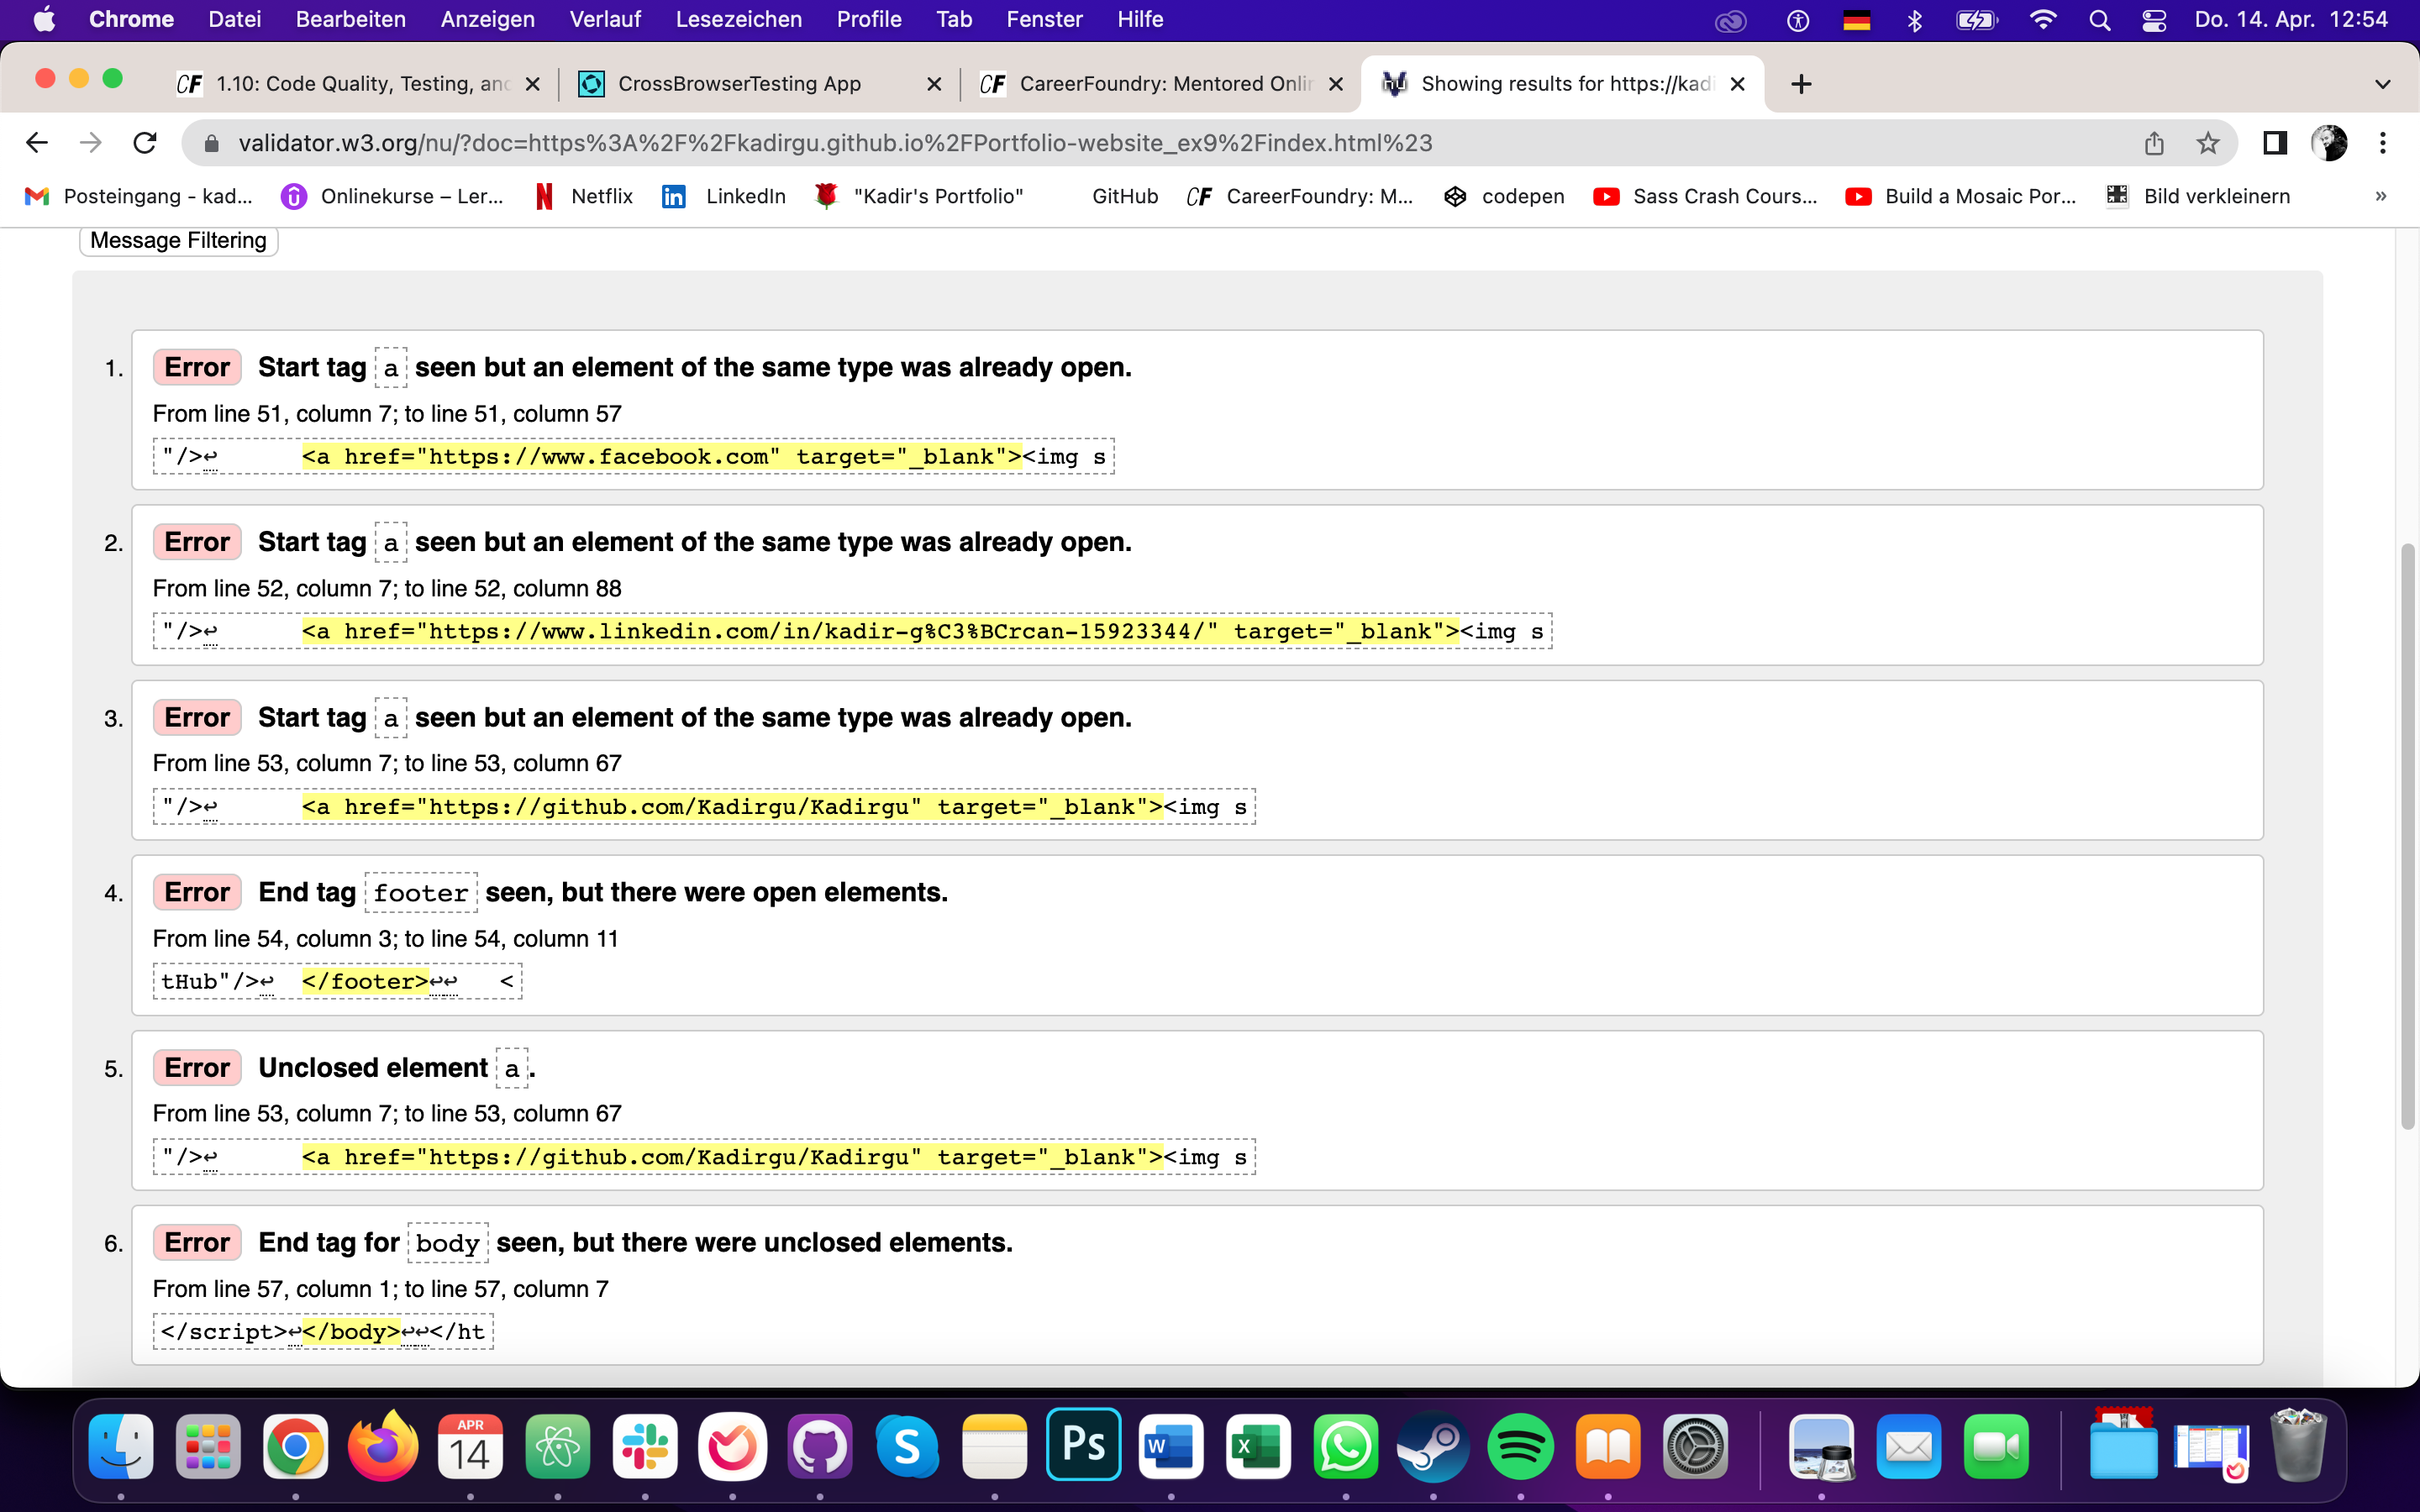 Chrome Datei Bearbeiten Anzeigen Verlauf Lesezeichen Profile Tab Fenster Hilfe Do. 14. Apr. 12:54
CF 1.10: Code Quality, Testing, and CrossBrowserTesting App CF CareerFoundry: Mentored Onlin Showing results for https://kadi
validator.w3.org/nu/?doc=https%3A%2F%2Fkadirgu.github.io%2FPortfolio-website_ex9%2Findex.html%23
Posteingang - kad... Onlinekurse – Ler... Netflix LinkedIn "Kadir's Portfolio" GitHub CF CareerFoundry: M... codepen Sass Crash Cours... Build a Mosaic Por... Bild verkleinern »
Message Filtering
1. Error Start tag a seen but an element of the same type was already open.
From line 51, column 7; to line 51, column 57
"/>↩ <a href="https://www.facebook.com" target="_blank"><img s
2. Error Start tag a seen but an element of the same type was already open.
From line 52, column 7; to line 52, column 88
"/>↩ <a href="https://www.linkedin.com/in/kadir-g%C3%BCrcan-15923344/" target="_blank"><img s
3. Error Start tag a seen but an element of the same type was already open.
From line 53, column 7; to line 53, column 67
"/>↩ <a href="https://github.com/Kadirgu/Kadirgu" target="_blank"><img s
4. Error End tag footer seen, but there were open elements.
From line 54, column 3; to line 54, column 11
tHub"/>↩ </footer>↩↩ <
5. Error Unclosed element a.
From line 53, column 7; to line 53, column 67
"/>↩ <a href="https://github.com/Kadirgu/Kadirgu" target="_blank"><img s
6. Error End tag for body seen, but there were unclosed elements.
From line 57, column 1; to line 57, column 7
</script>↩</body>↩↩</ht
APR
14 S Ps W X